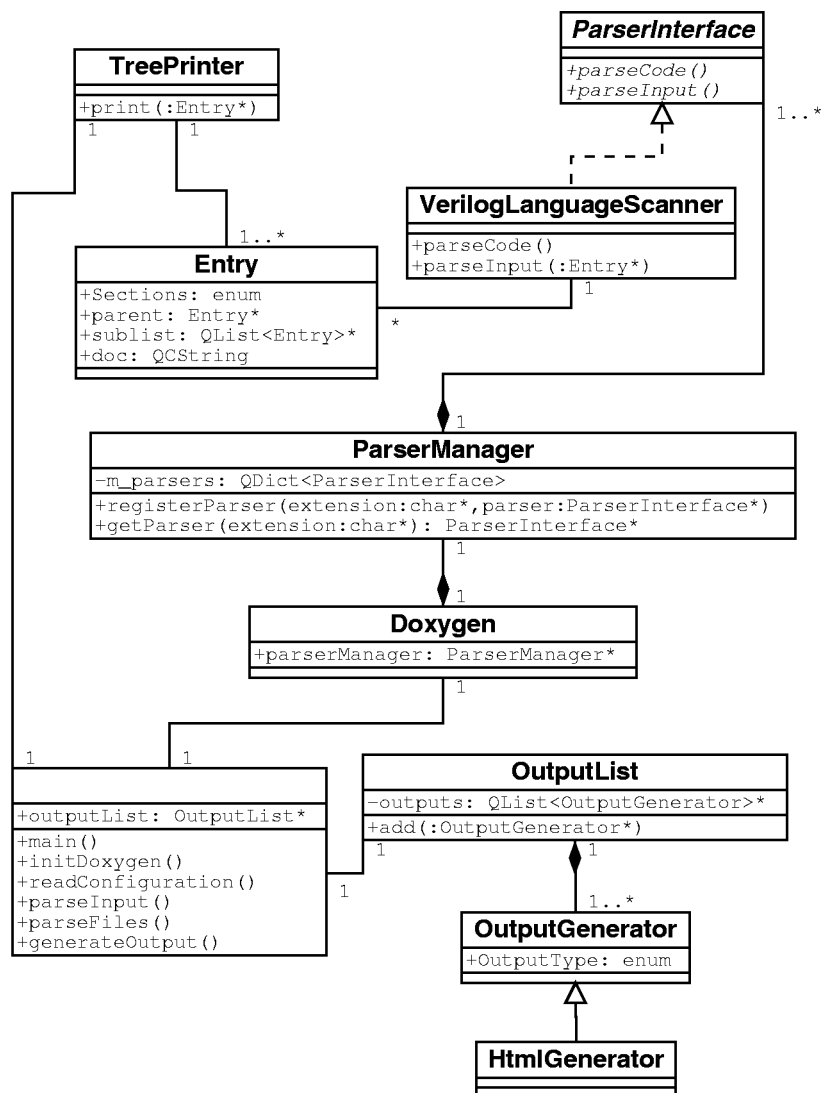 ParserInterface
+parseCode()
+parseInput()
1..*
TreePrinter
+print(:Entry*)
1
1
VerilogLanguageScanner
+parseCode()
+parseInput(:Entry*)
1
1..*
Entry
+Sections: enum
+parent: Entry*
+sublist: QList<Entry>*
+doc: QCString
*
1
ParserManager
-m_parsers: QDict<ParserInterface>
+registerParser(extension:char*,parser:ParserInterface*)
+getParser(extension:char*): ParserInterface*
1
1
Doxygen
+parserManager: ParserManager*
1
1
1
+outputList: OutputList*
+main()
+initDoxygen()
+readConfiguration()
+parseInput()
+parseFiles()
+generateOutput()
1
OutputList
-outputs: QList<OutputGenerator>*
+add(:OutputGenerator*)
1
1
1..*
OutputGenerator
+OutputType: enum
HtmlGenerator